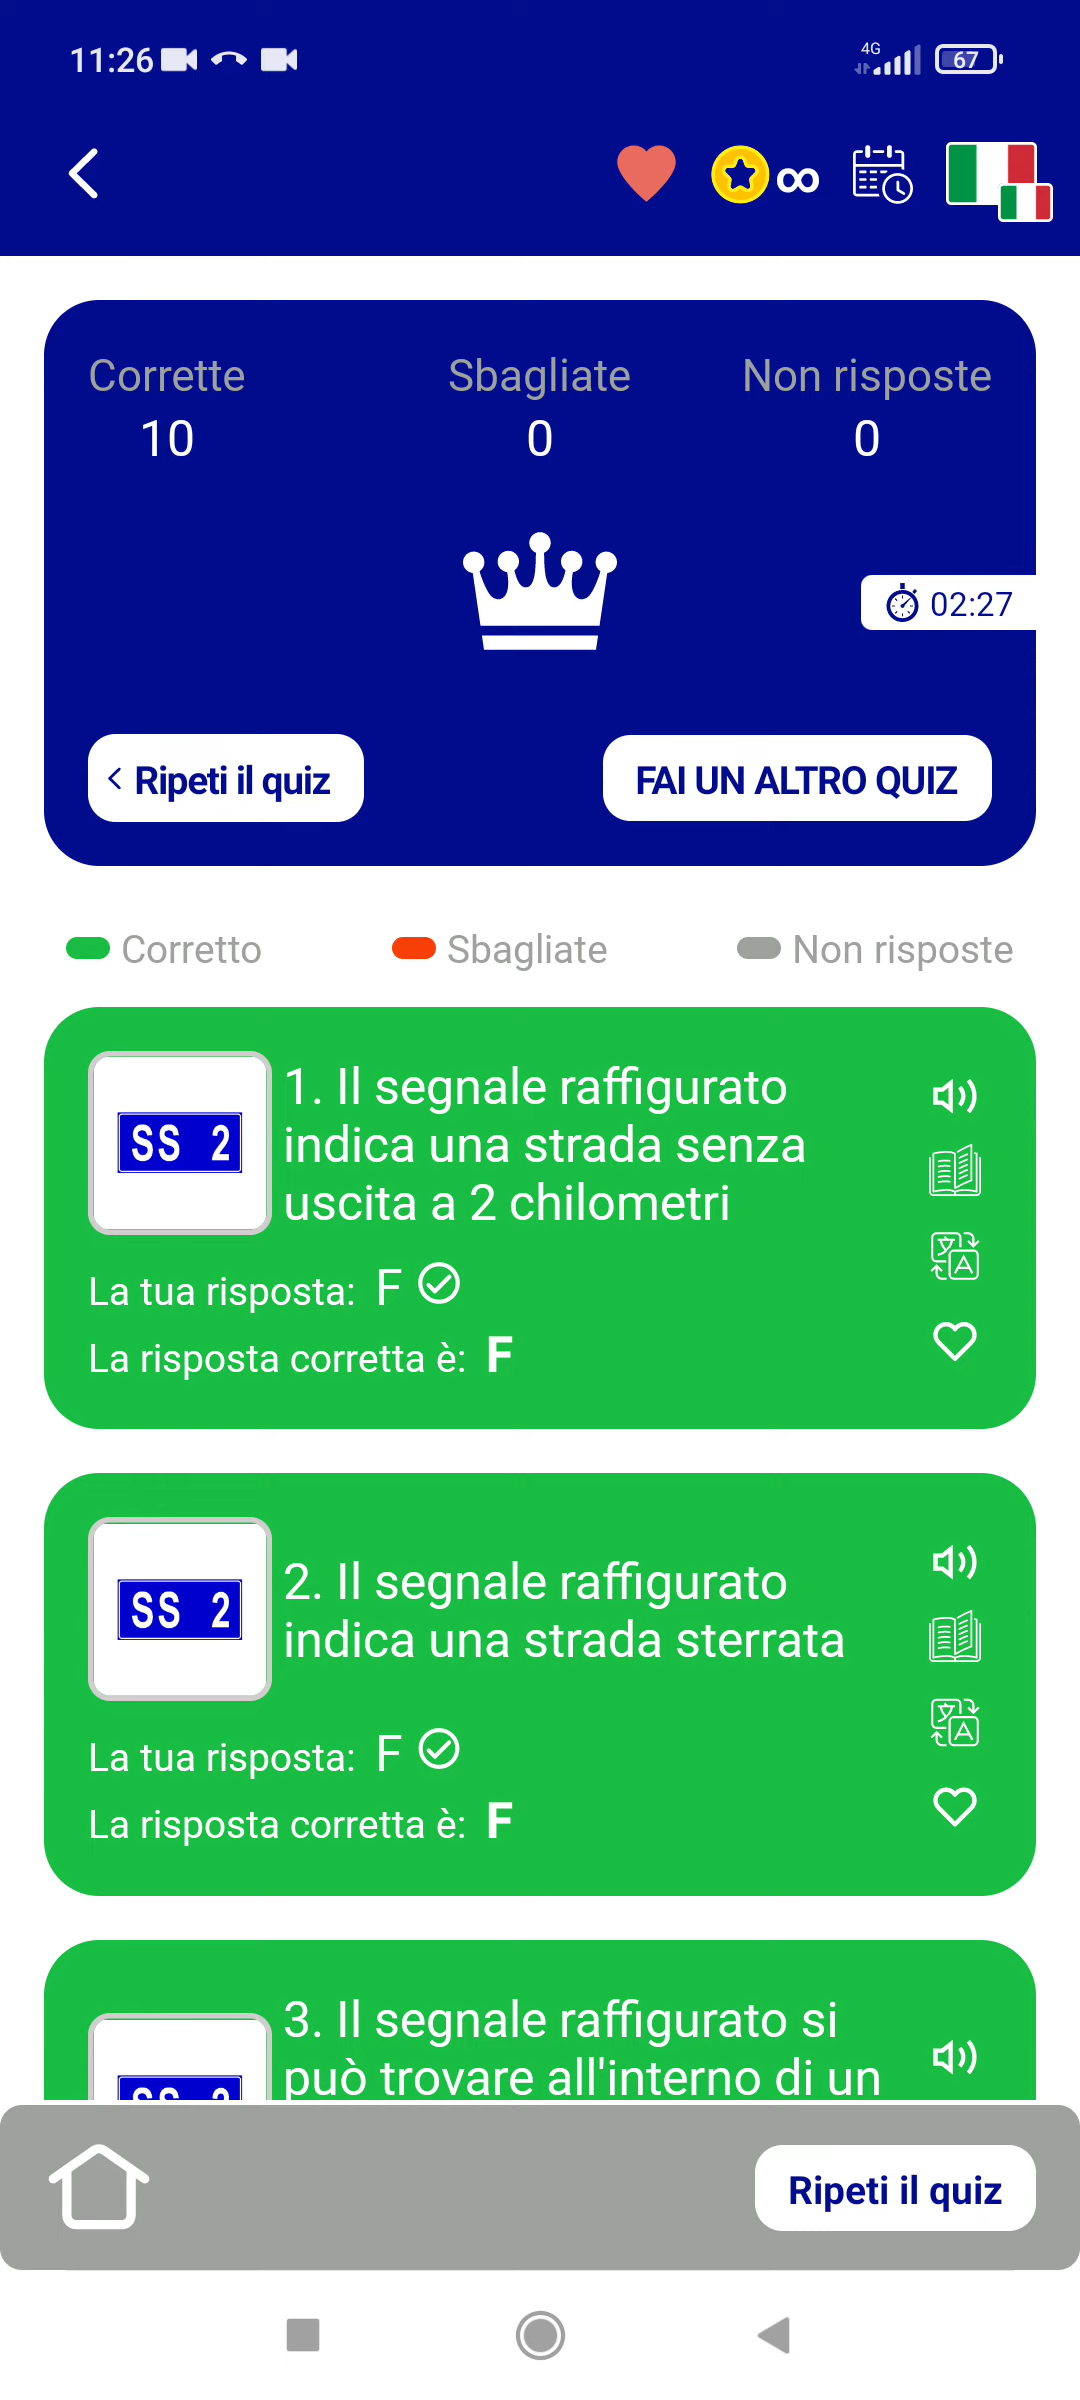 11:26
4G
67
∞
Corrette
Sbagliate
Non risposte
10
0
0
02:27
Ripeti il quiz
FAI UN ALTRO QUIZ
Corretto
Sbagliate
Non risposte
SS 2
1. Il segnale raffigurato
indica una strada senza
uscita a 2 chilometri
La tua risposta: F
La risposta corretta è: F
SS 2
2. Il segnale raffigurato
indica una strada sterrata
La tua risposta: F
La risposta corretta è: F
3. Il segnale raffigurato si
può trovare all'interno di un
SS 2
Ripeti il quiz